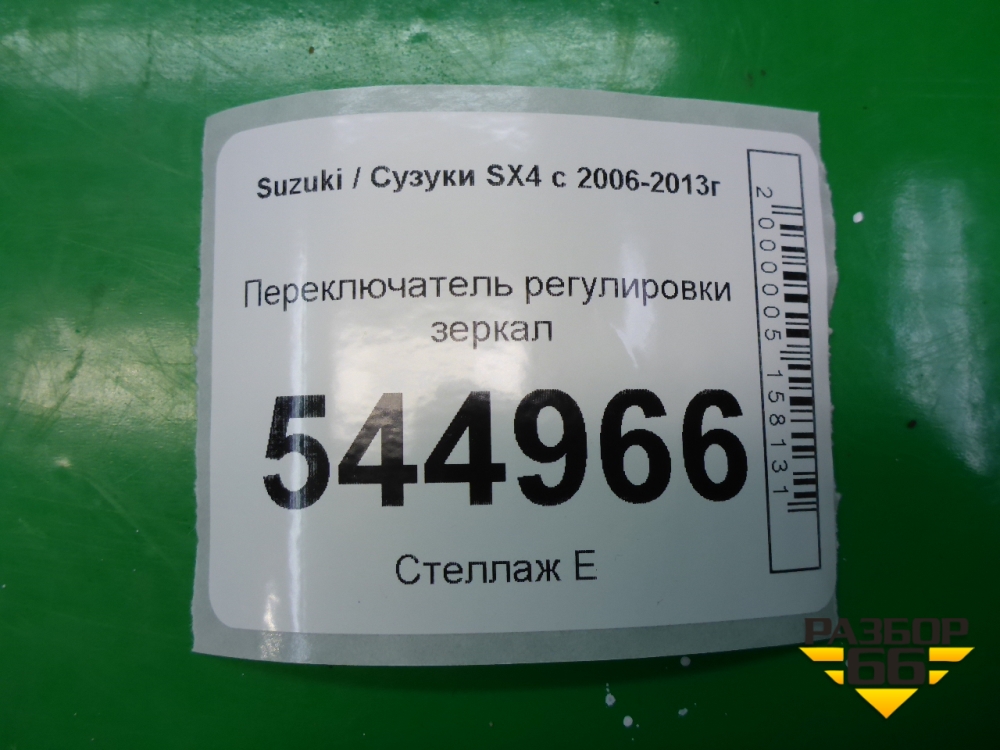 Suzuki / Сузуки SX4 с 2006-2013г
Переключатель регулировки
зеркал
544966
Стеллаж Е
2000005158131
РАЗБОР
66